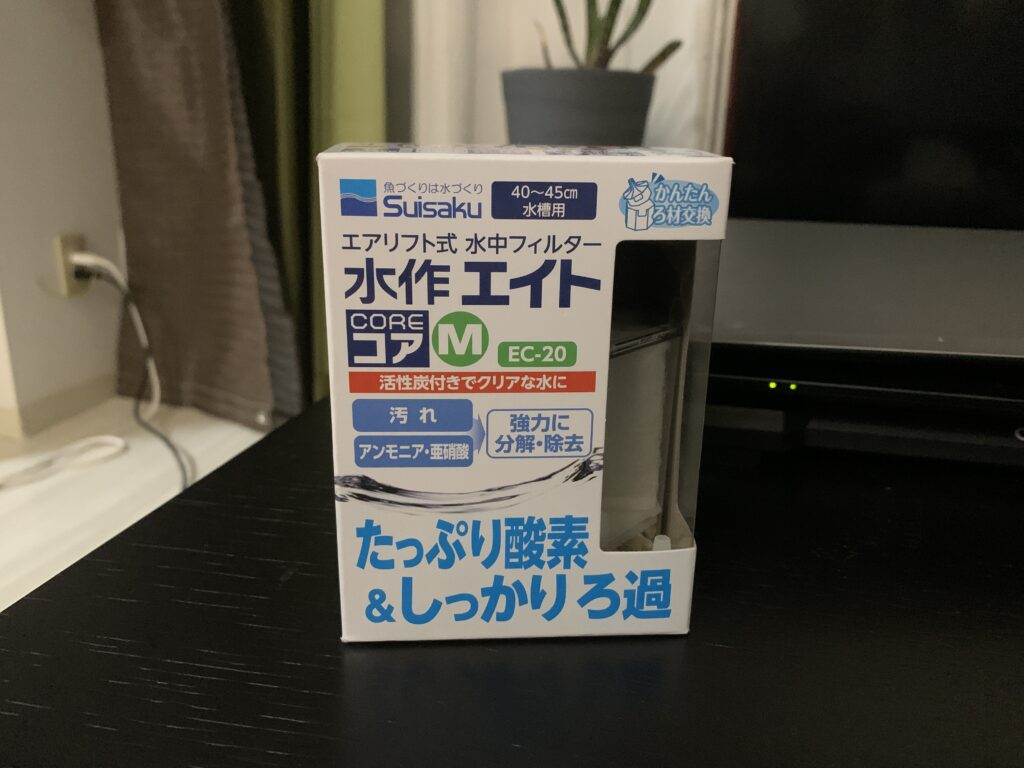 魚づくりは水づくり
Suisaku
40～45cm
水槽用
かんたん
ろ材交換
エアリフト式 水中フィルター
水作 エイト
CORE
コア M
EC-20
活性炭付きでクリアな水に
汚れ
アンモニア・亜硝酸
強力に
分解・除去
たっぷり酸素
&しっかりろ過